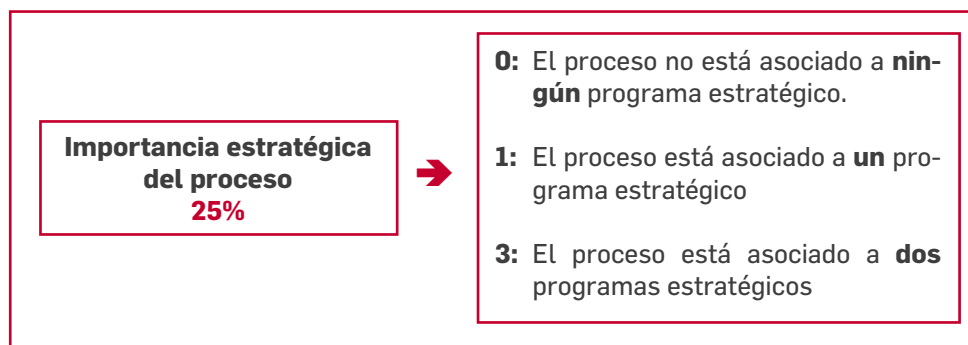 Importancia estratégica
del proceso
25%
0: El proceso no está asociado a nin-
gún programa estratégico.
1: El proceso está asociado a un pro-
grama estratégico
3: El proceso está asociado a dos
programas estratégicos